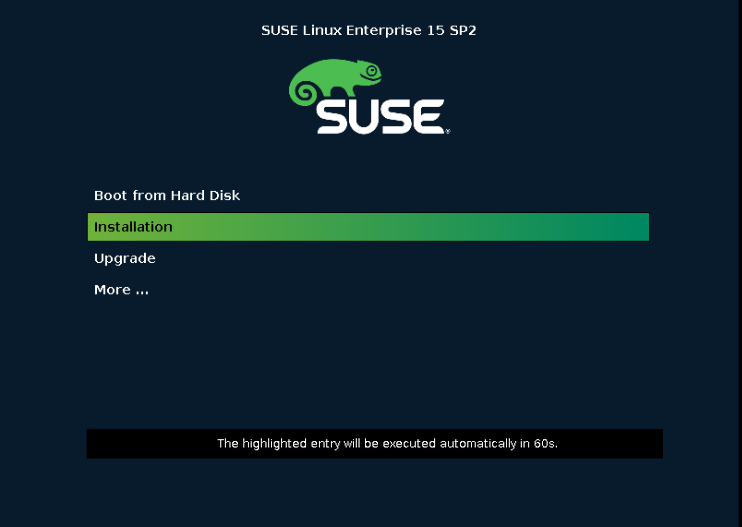 SUSE Linux Enterprise 15 SP2
SUSE®
Boot from Hard Disk
Installation
Upgrade
More ...
The highlighted entry will be executed automatically in 60s.